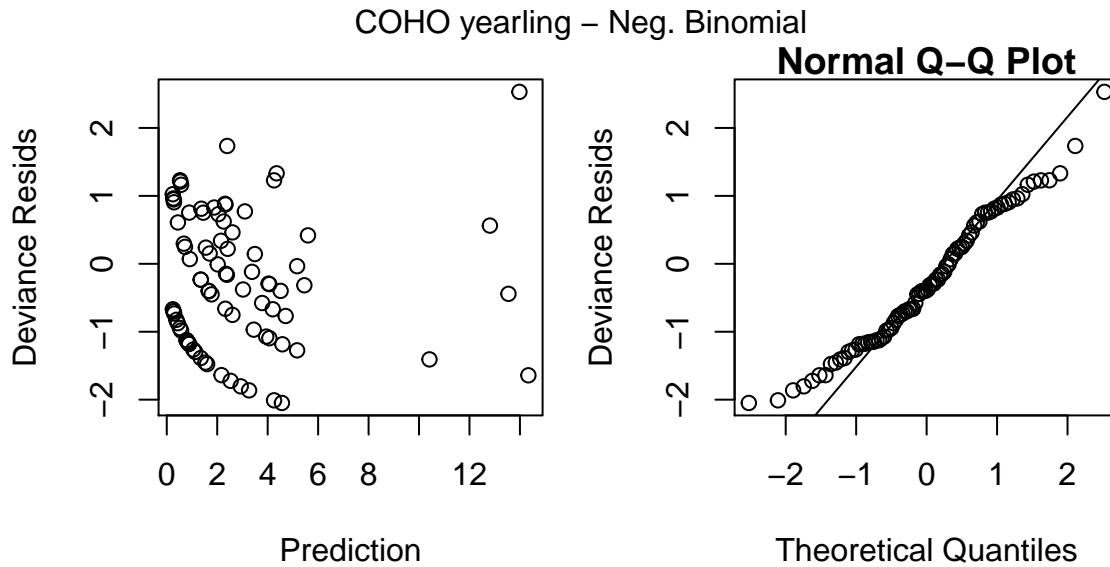 COHO yearling – Neg. Binomial
Normal Q–Q Plot
Deviance Resids
2
1
0
−1
−2
0 2 4 6 8 12
Prediction
Deviance Resids
2
1
0
−1
−2
−2 −1 0 1 2
Theoretical Quantiles